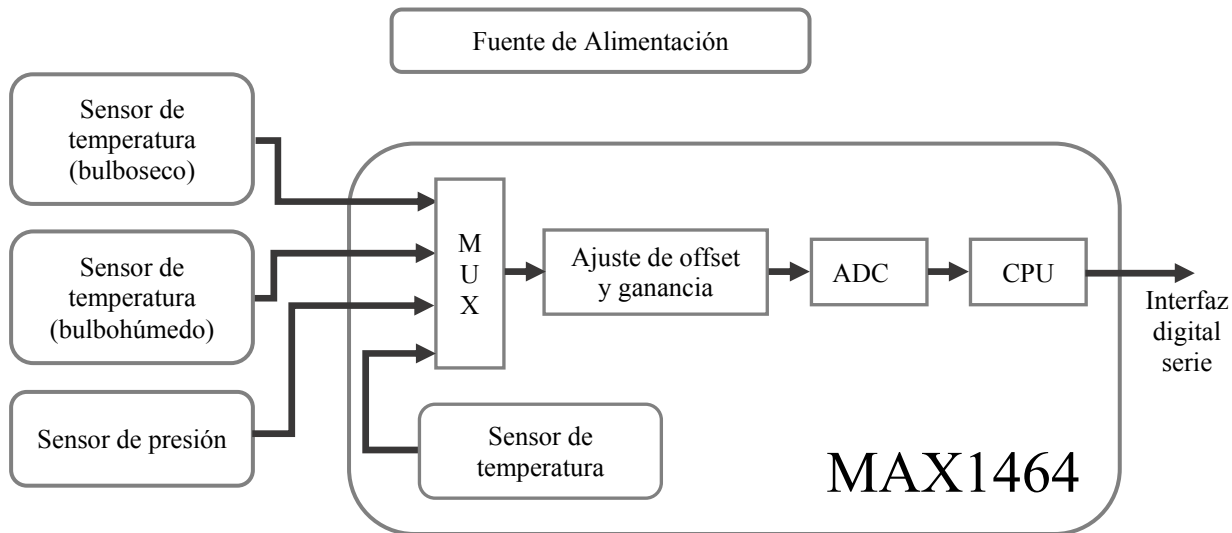 Fuente de Alimentación
Sensor de
temperatura
(bulboseco)
Sensor de
temperatura
(bulbohúmedo)
Sensor de presión
M
U
X
Ajuste de offset
y ganancia
ADC
CPU
Interfaz
digital
serie
Sensor de
temperatura
MAX1464